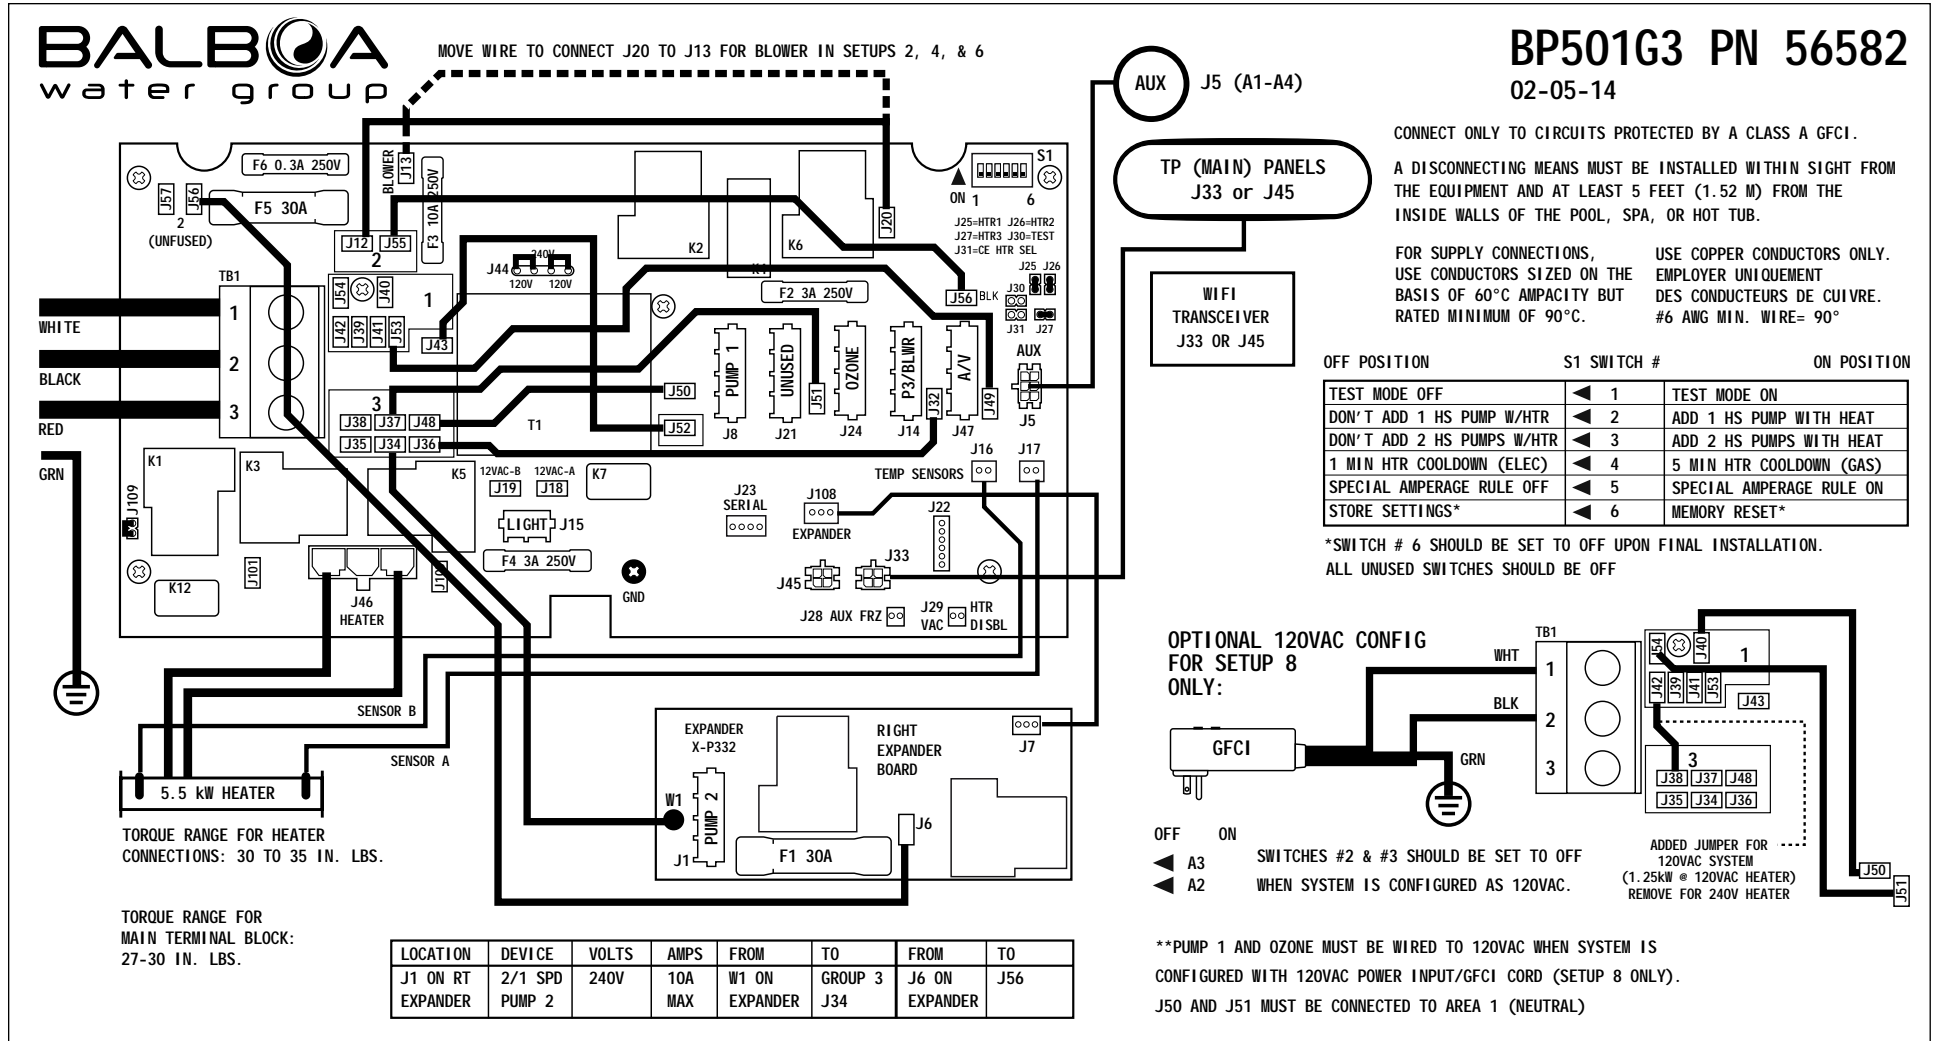 BALBOA
water group
MOVE WIRE TO CONNECT J20 TO J13 FOR BLOWER IN SETUPS 2, 4, & 6
AUX
J5 (A1-A4)
BP501G3 PN 56582
02-05-14
TP (MAIN) PANELS
J33 or J45
WIFI
TRANSCEIVER
J33 OR J45
CONNECT ONLY TO CIRCUITS PROTECTED BY A CLASS A GFCI.
A DISCONNECTING MEANS MUST BE INSTALLED WITHIN SIGHT FROM
THE EQUIPMENT AND AT LEAST 5 FEET (1.52 M) FROM THE
INSIDE WALLS OF THE POOL, SPA, OR HOT TUB.
FOR SUPPLY CONNECTIONS,
USE CONDUCTORS SIZED ON THE
BASIS OF 60°C AMPACITY BUT
RATED MINIMUM OF 90°C.
USE COPPER CONDUCTORS ONLY.
EMPLOYER UNIQUEMENT
DES CONDUCTEURS DE CUIVRE.
#6 AWG MIN. WIRE= 90°
OFF POSITION S1 SWITCH # ON POSITION
TEST MODE OFF 1 TEST MODE ON
DON'T ADD 1 HS PUMP W/HTR 2 ADD 1 HS PUMP WITH HEAT
DON'T ADD 2 HS PUMPS W/HTR 3 ADD 2 HS PUMPS WITH HEAT
1 MIN HTR COOLDOWN (ELEC) 4 5 MIN HTR COOLDOWN (GAS)
SPECIAL AMPERAGE RULE OFF 5 SPECIAL AMPERAGE RULE ON
STORE SETTINGS* 6 MEMORY RESET*
*SWITCH # 6 SHOULD BE SET TO OFF UPON FINAL INSTALLATION.
ALL UNUSED SWITCHES SHOULD BE OFF
F6 0.3A 250V
J57
J56
2
(UNFUSED)
F5 30A
BLOWER
J13
F3 10A 250V
J12
J55
2
K2
K1
K6
J20
S1
ON 1 6
J25=HTR1 J26=HTR2
J27=HTR3 J30=TEST
J31=CE HTR SEL
J25 J26
J30
J31 J27
J56 BLK
TB1
1
2
3
WHITE
BLACK
RED
GRN
J54
J40
1
J42
J39
J41
J53
J43
J44
240V
120V 120V
F2 3A 250V
3
J38 J37 J48
J35 J34 J36
T1
J50
J52
PUMP 1
J8
UNUSED
J21
J51
OZONE
J24
P3/BLWR
J14
J32
A/V
J47
J49
AUX
J5
K1
K3
K5
K7
12VAC-B 12VAC-A
J19 J18
J109
LIGHT J15
F4 3A 250V
J23
SERIAL
J108
EXPANDER
TEMP SENSORS
J16
J17
J22
J33
J45
J28 AUX FRZ
J29
VAC
HTR
DISBL
GND
K12
J101
J46
HEATER
SENSOR B
SENSOR A
5.5 kW HEATER
TORQUE RANGE FOR HEATER
CONNECTIONS: 30 TO 35 IN. LBS.
TORQUE RANGE FOR
MAIN TERMINAL BLOCK:
27-30 IN. LBS.
EXPANDER
X-P332
RIGHT
EXPANDER
BOARD
J7
W1
PUMP 2
J1
F1 30A
J6
LOCATION DEVICE VOLTS AMPS FROM TO FROM TO
J1 ON RT 2/1 SPD 240V 10A W1 ON GROUP 3 J6 ON J56
EXPANDER PUMP 2 MAX EXPANDER J34 EXPANDER
OPTIONAL 120VAC CONFIG
FOR SETUP 8
ONLY:
WHT
BLK
GRN
GFCI
TB1
1
2
3
J54
J40
1
J42
J39
J41
J53
J43
3
J38 J37 J48
J35 J34 J36
J50
J51
ADDED JUMPER FOR
120VAC SYSTEM
(1.25kW @ 120VAC HEATER)
REMOVE FOR 240V HEATER
OFF ON
A3
A2
SWITCHES #2 & #3 SHOULD BE SET TO OFF
WHEN SYSTEM IS CONFIGURED AS 120VAC.
**PUMP 1 AND OZONE MUST BE WIRED TO 120VAC WHEN SYSTEM IS
CONFIGURED WITH 120VAC POWER INPUT/GFCI CORD (SETUP 8 ONLY).
J50 AND J51 MUST BE CONNECTED TO AREA 1 (NEUTRAL)